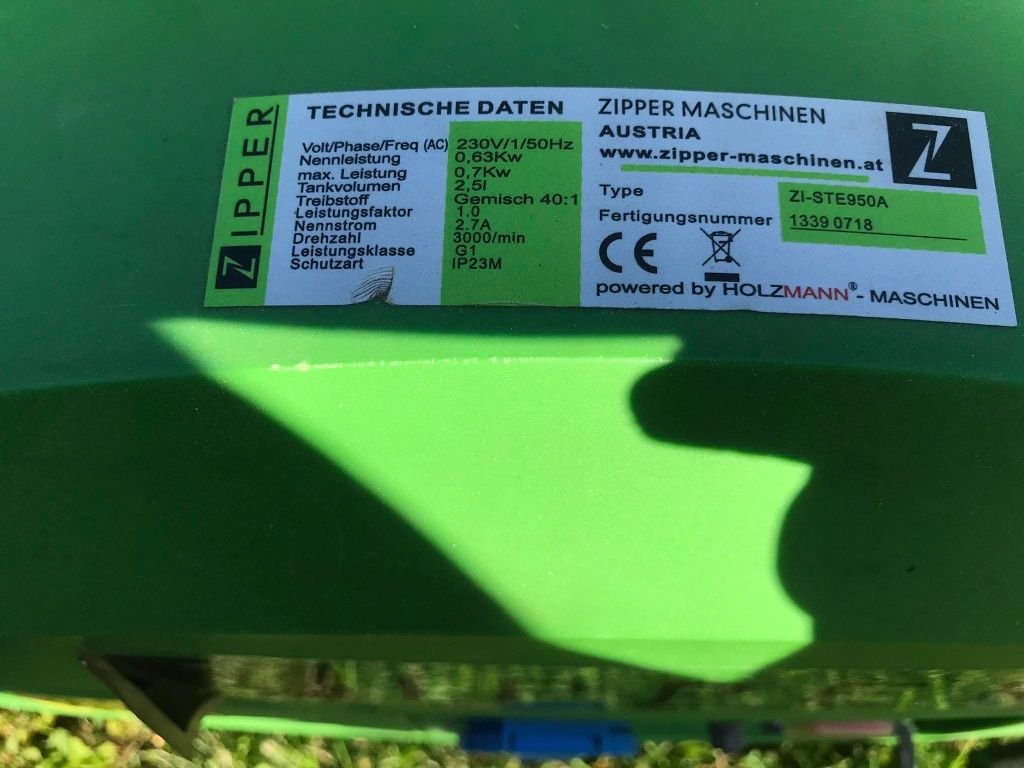 ZIPPER
Z
TECHNISCHE DATEN
Volt/Phase/Freq (AC) 230V/1/50Hz
Nennleistung 0,63Kw
max. Leistung 0,7Kw
Tankvolumen 2,5l
Treibstoff Gemisch 40:1
Leistungsfaktor 1.0
Nennstrom 2.7A
Drehzahl 3000/min
Leistungsklasse G1
Schutzart IP23M
ZIPPER MASCHINEN
AUSTRIA
www.zipper-maschinen.at
Z
Type ZI-STE950A
Fertigungsnummer 1339 0718
CE
powered by HOLZMANN® - MASCHINEN